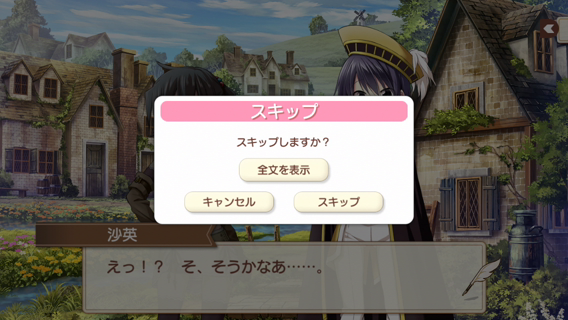 スキップ
スキップしますか？
全文を表示
キャンセル
スキップ
沙英
えっ！？　そ、そうかなあ……。